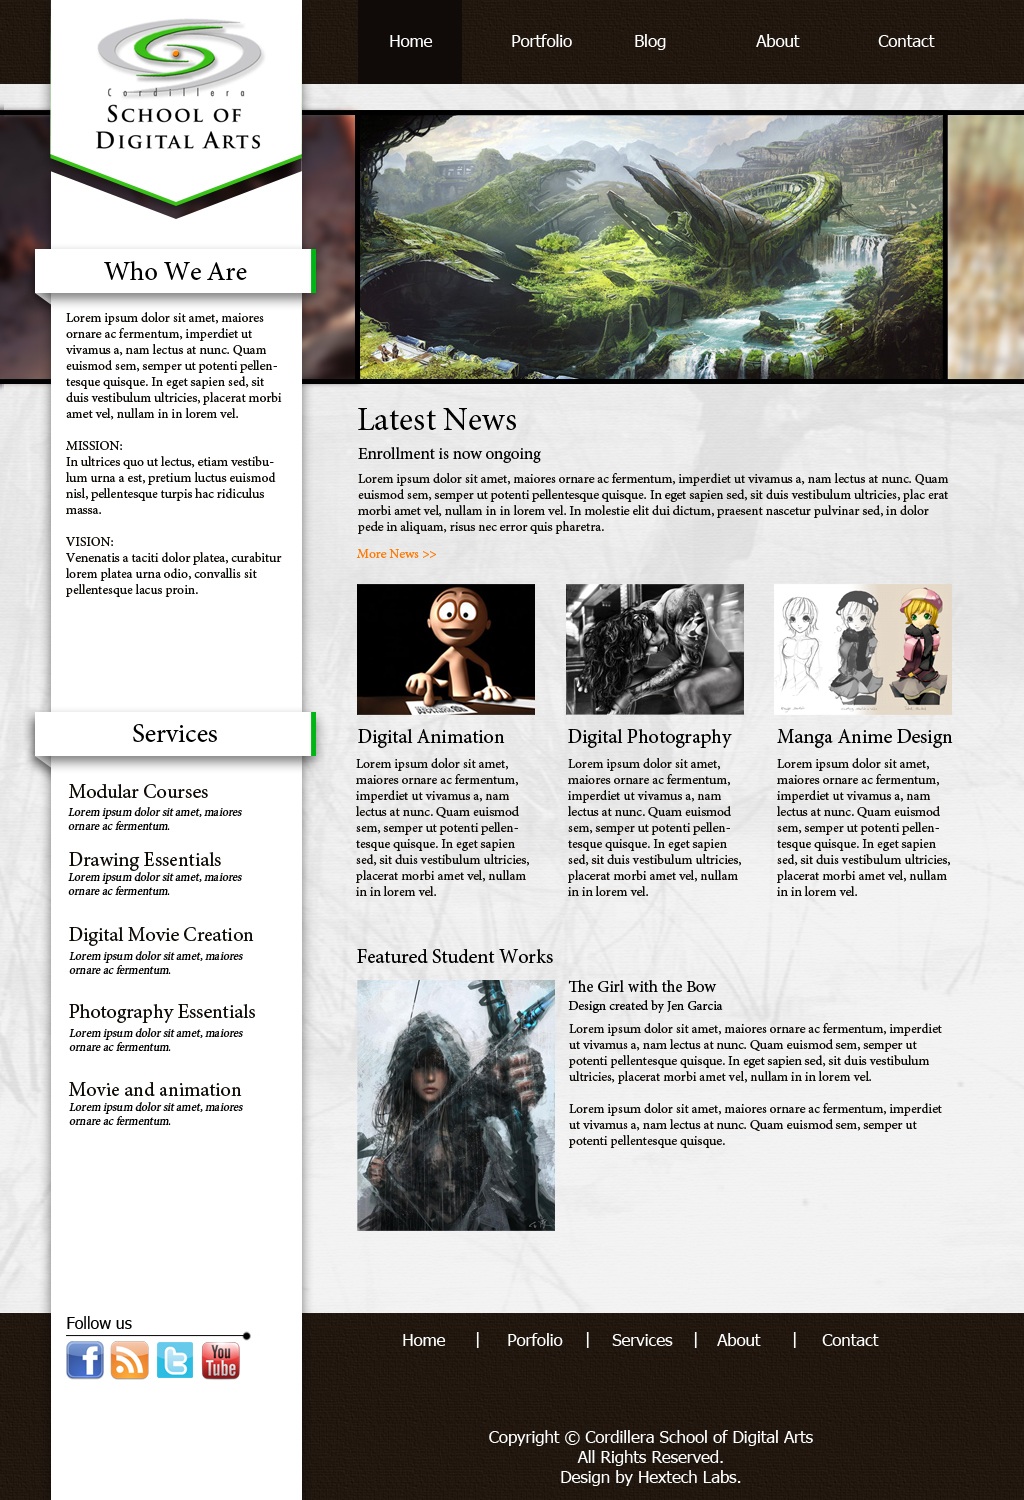 Home Portfolio Blog About Contact
Cordillera
School of
Digital Arts
Who We Are
Lorem ipsum dolor sit amet, maiores
ornare ac fermentum, imperdiet ut
vivamus a, nam lectus at nunc. Quam
euismod sem, semper ut potenti pellen-
tesque quisque. In eget sapien sed, sit
duis vestibulum ultricies, placerat morbi
amet vel, nullam in in lorem vel.
MISSION:
In ultrices quo ut lectus, etiam vestibu-
lum urna a est, pretium luctus euismod
nisl, pellentesque turpis hac ridiculus
massa.
VISION:
Venenatis a taciti dolor platea, curabitur
lorem platea urna odio, convallis sit
pellentesque lacus proin.
Services
Modular Courses
Lorem ipsum dolor sit amet, maiores
ornare ac fermentum.
Drawing Essentials
Lorem ipsum dolor sit amet, maiores
ornare ac fermentum.
Digital Movie Creation
Lorem ipsum dolor sit amet, maiores
ornare ac fermentum.
Photography Essentials
Lorem ipsum dolor sit amet, maiores
ornare ac fermentum.
Movie and animation
Lorem ipsum dolor sit amet, maiores
ornare ac fermentum.
Follow us
You
Tube
Latest News
Enrollment is now ongoing
Lorem ipsum dolor sit amet, maiores ornare ac fermentum, imperdiet ut vivamus a, nam lectus at nunc. Quam
euismod sem, semper ut potenti pellentesque quisque. In eget sapien sed, sit duis vestibulum ultricies, plac erat
morbi amet vel, nullam in in lorem vel. In molestie elit dui dictum, praesent nascetur pulvinar sed, in dolor
pede in aliquam, risus nec error quis pharetra.
More News >>
Digital Animation
Lorem ipsum dolor sit amet,
maiores ornare ac fermentum,
imperdiet ut vivamus a, nam
lectus at nunc. Quam euismod
sem, semper ut potenti pellen-
tesque quisque. In eget sapien
sed, sit duis vestibulum ultricies,
placerat morbi amet vel, nullam
in in lorem vel.
Digital Photography
Lorem ipsum dolor sit amet,
maiores ornare ac fermentum,
imperdiet ut vivamus a, nam
lectus at nunc. Quam euismod
sem, semper ut potenti pellen-
tesque quisque. In eget sapien
sed, sit duis vestibulum ultricies,
placerat morbi amet vel, nullam
in in lorem vel.
Manga Anime Design
Lorem ipsum dolor sit amet,
maiores ornare ac fermentum,
imperdiet ut vivamus a, nam
lectus at nunc. Quam euismod
sem, semper ut potenti pellen-
tesque quisque. In eget sapien
sed, sit duis vestibulum ultricies,
placerat morbi amet vel, nullam
in in lorem vel.
Featured Student Works
The Girl with the Bow
Design created by Jen Garcia
Lorem ipsum dolor sit amet, maiores ornare ac fermentum, imperdiet
ut vivamus a, nam lectus at nunc. Quam euismod sem, semper ut
potenti pellentesque quisque. In eget sapien sed, sit duis vestibulum
ultricies, placerat morbi amet vel, nullam in in lorem vel.
Lorem ipsum dolor sit amet, maiores ornare ac fermentum, imperdiet
ut vivamus a, nam lectus at nunc. Quam euismod sem, semper ut
potenti pellentesque quisque.
Home | Porfolio | Services | About | Contact
Copyright © Cordillera School of Digital Arts
All Rights Reserved.
Design by Hextech Labs.